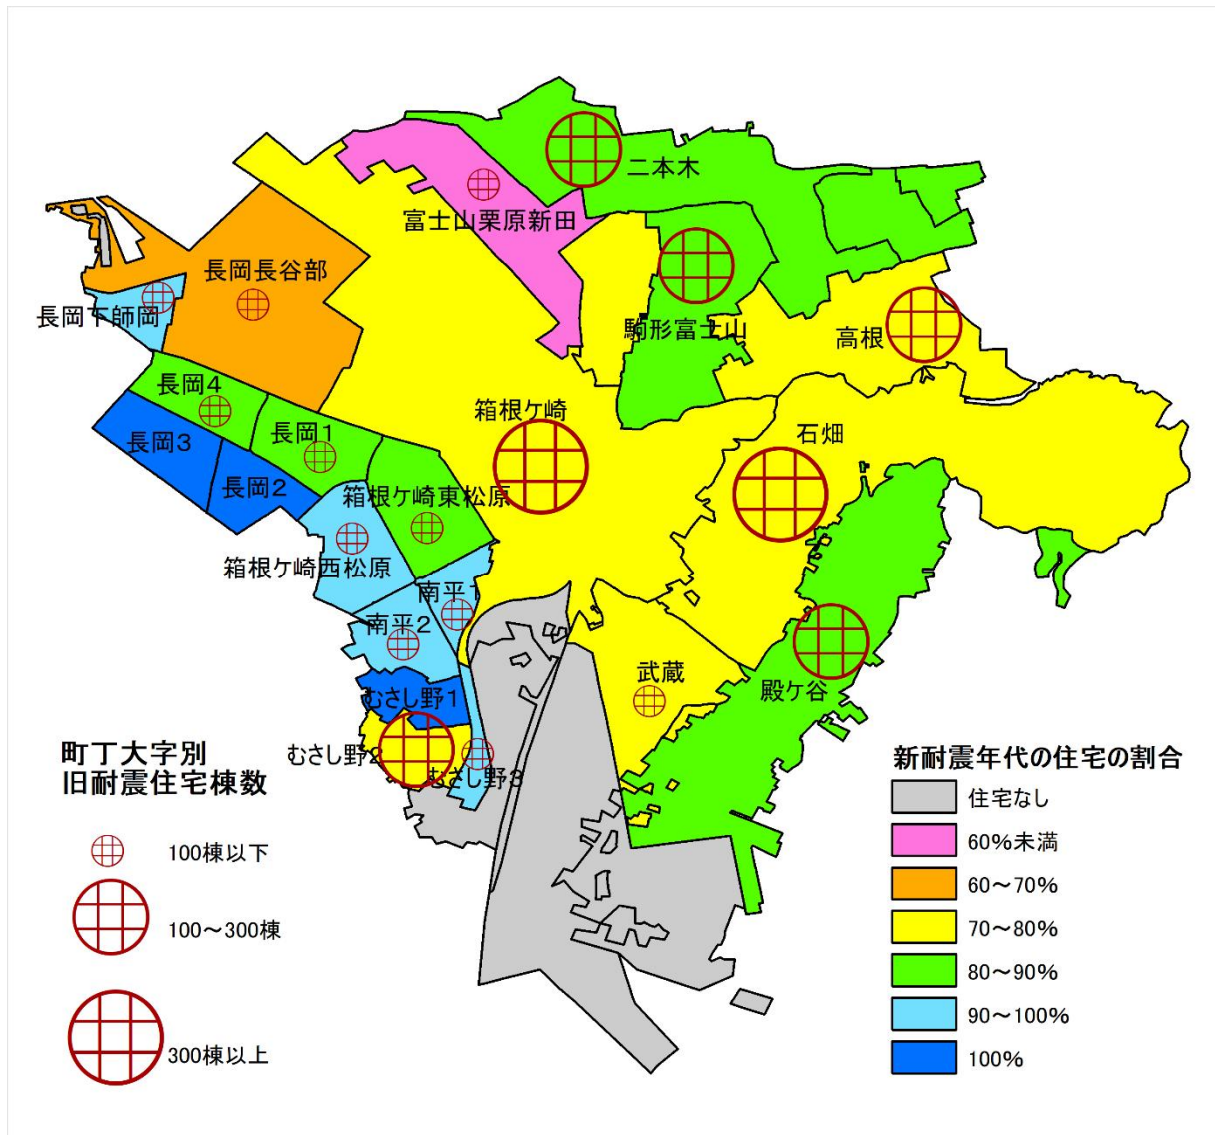 二本木
富士山栗原新田
長岡長谷部
長岡下師岡
駒形富士山
高根
長岡4
箱根ケ崎
石畑
長岡3
長岡1
長岡2
箱根ケ崎東松原
箱根ケ崎西松原
南平1
南平2
武蔵
殿ケ谷
むさし野1
むさし野2
むさし野3
町丁大字別
旧耐震住宅棟数
100棟以下
100～300棟
300棟以上
新耐震年代の住宅の割合
住宅なし
60%未満
60～70%
70～80%
80～90%
90～100%
100%